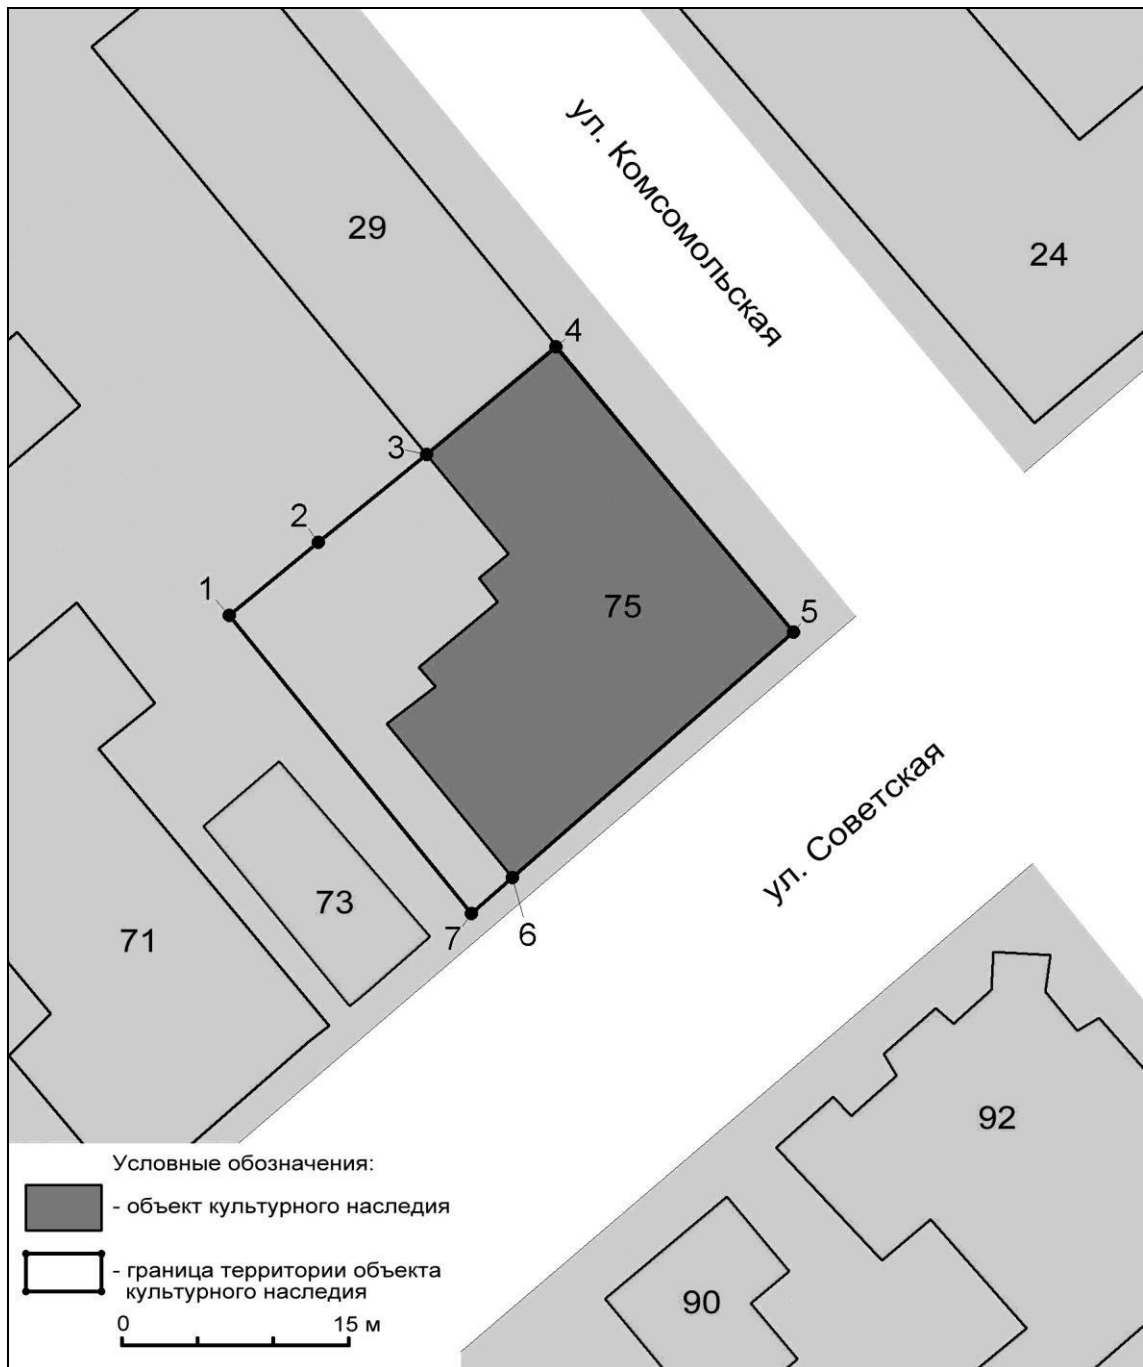 ул. Комсомольская
29
24
4
3
2
1
75
5
ул. Советская
73
71
7
6
92
Условные обозначения:
- объект культурного наследия
- граница территории объекта
культурного наследия
90
0 15 м